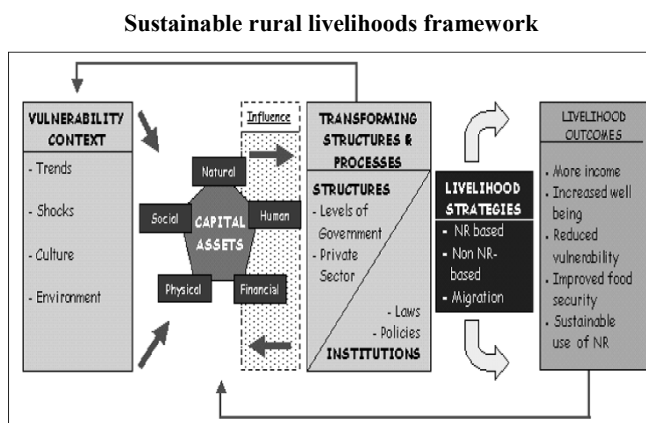 Sustainable rural livelihoods framework
VULNERABILITY
CONTEXT
- Trends
- Shocks
- Culture
- Environment
Natural
Social
Human
CAPITAL
ASSETS
Physical
Financial
Influence
TRANSFORMING
STRUCTURES &
PROCESSES
STRUCTURES
- Levels of
Government
- Private
Sector
- Laws
- Policies
INSTITUTIONS
LIVELIHOOD
STRATEGIES
- NR based
- Non NR-
based
- Migration
LIVELIHOOD
OUTCOMES
• More income
• Increased well
being
• Reduced
vulnerability
• Improved food
security
• Sustainable
use of NR